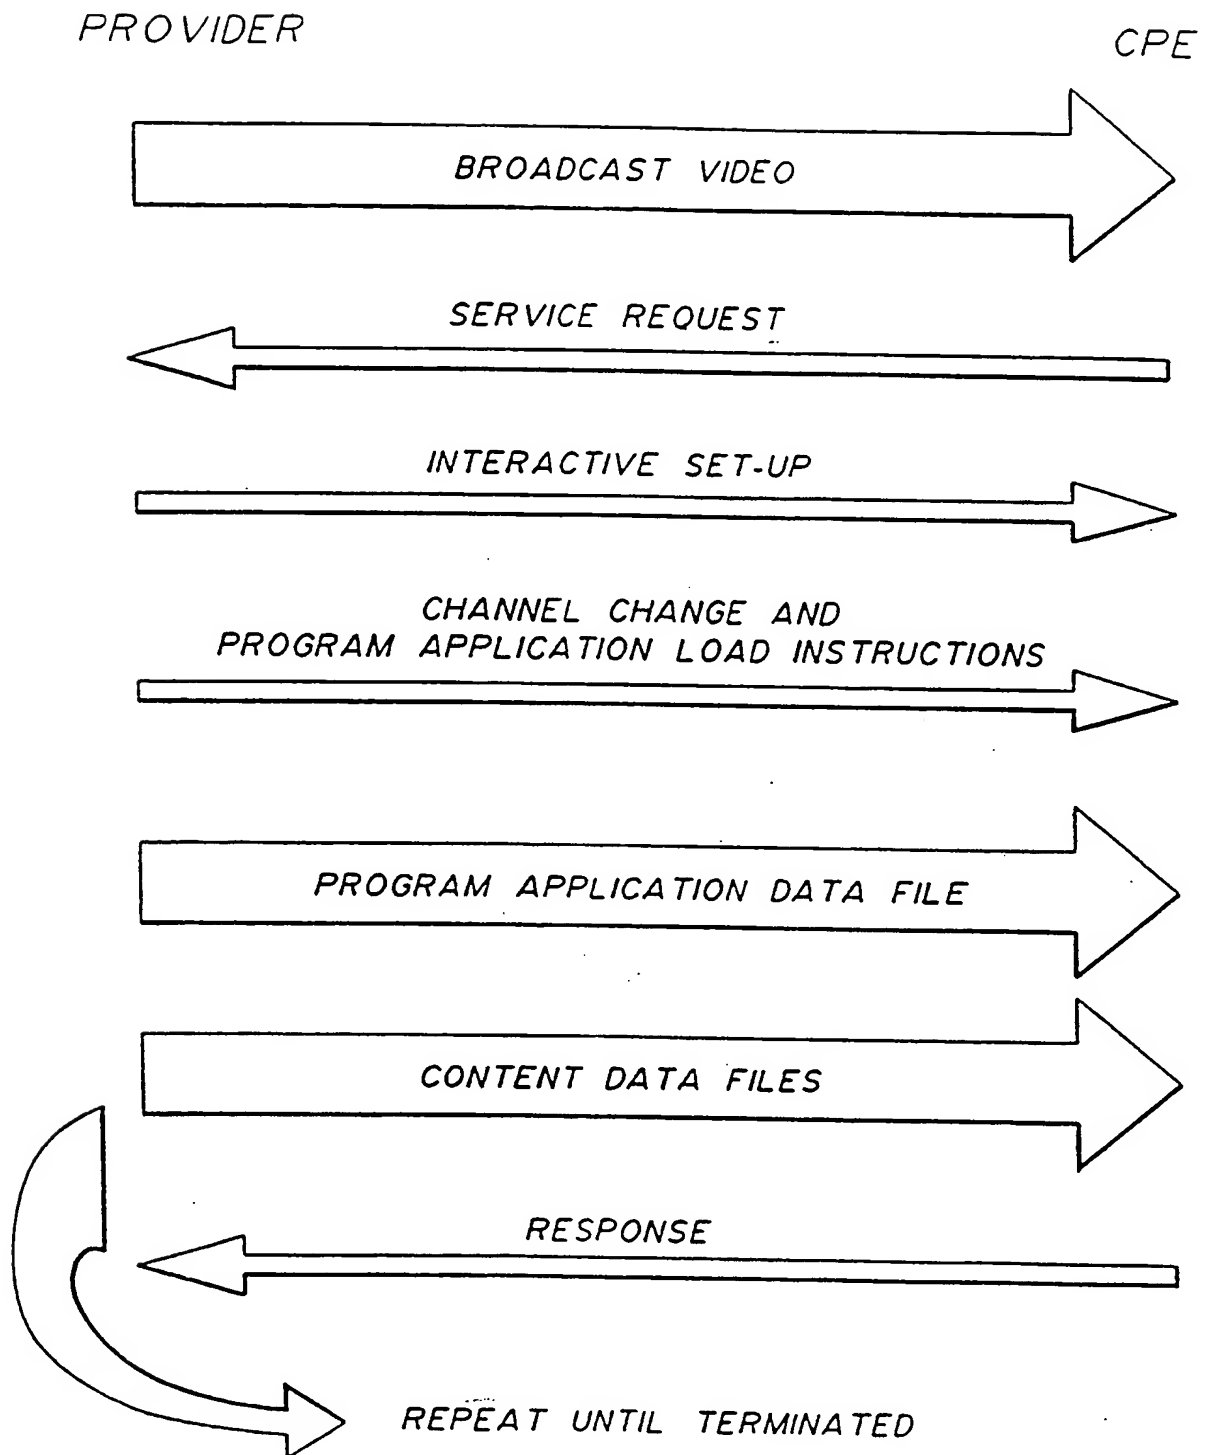 PROVIDER
CPE
BROADCAST VIDEO
SERVICE REQUEST
INTERACTIVE SET-UP
CHANNEL CHANGE AND
PROGRAM APPLICATION LOAD INSTRUCTIONS
PROGRAM APPLICATION DATA FILE
CONTENT DATA FILES
RESPONSE
REPEAT UNTIL TERMINATED